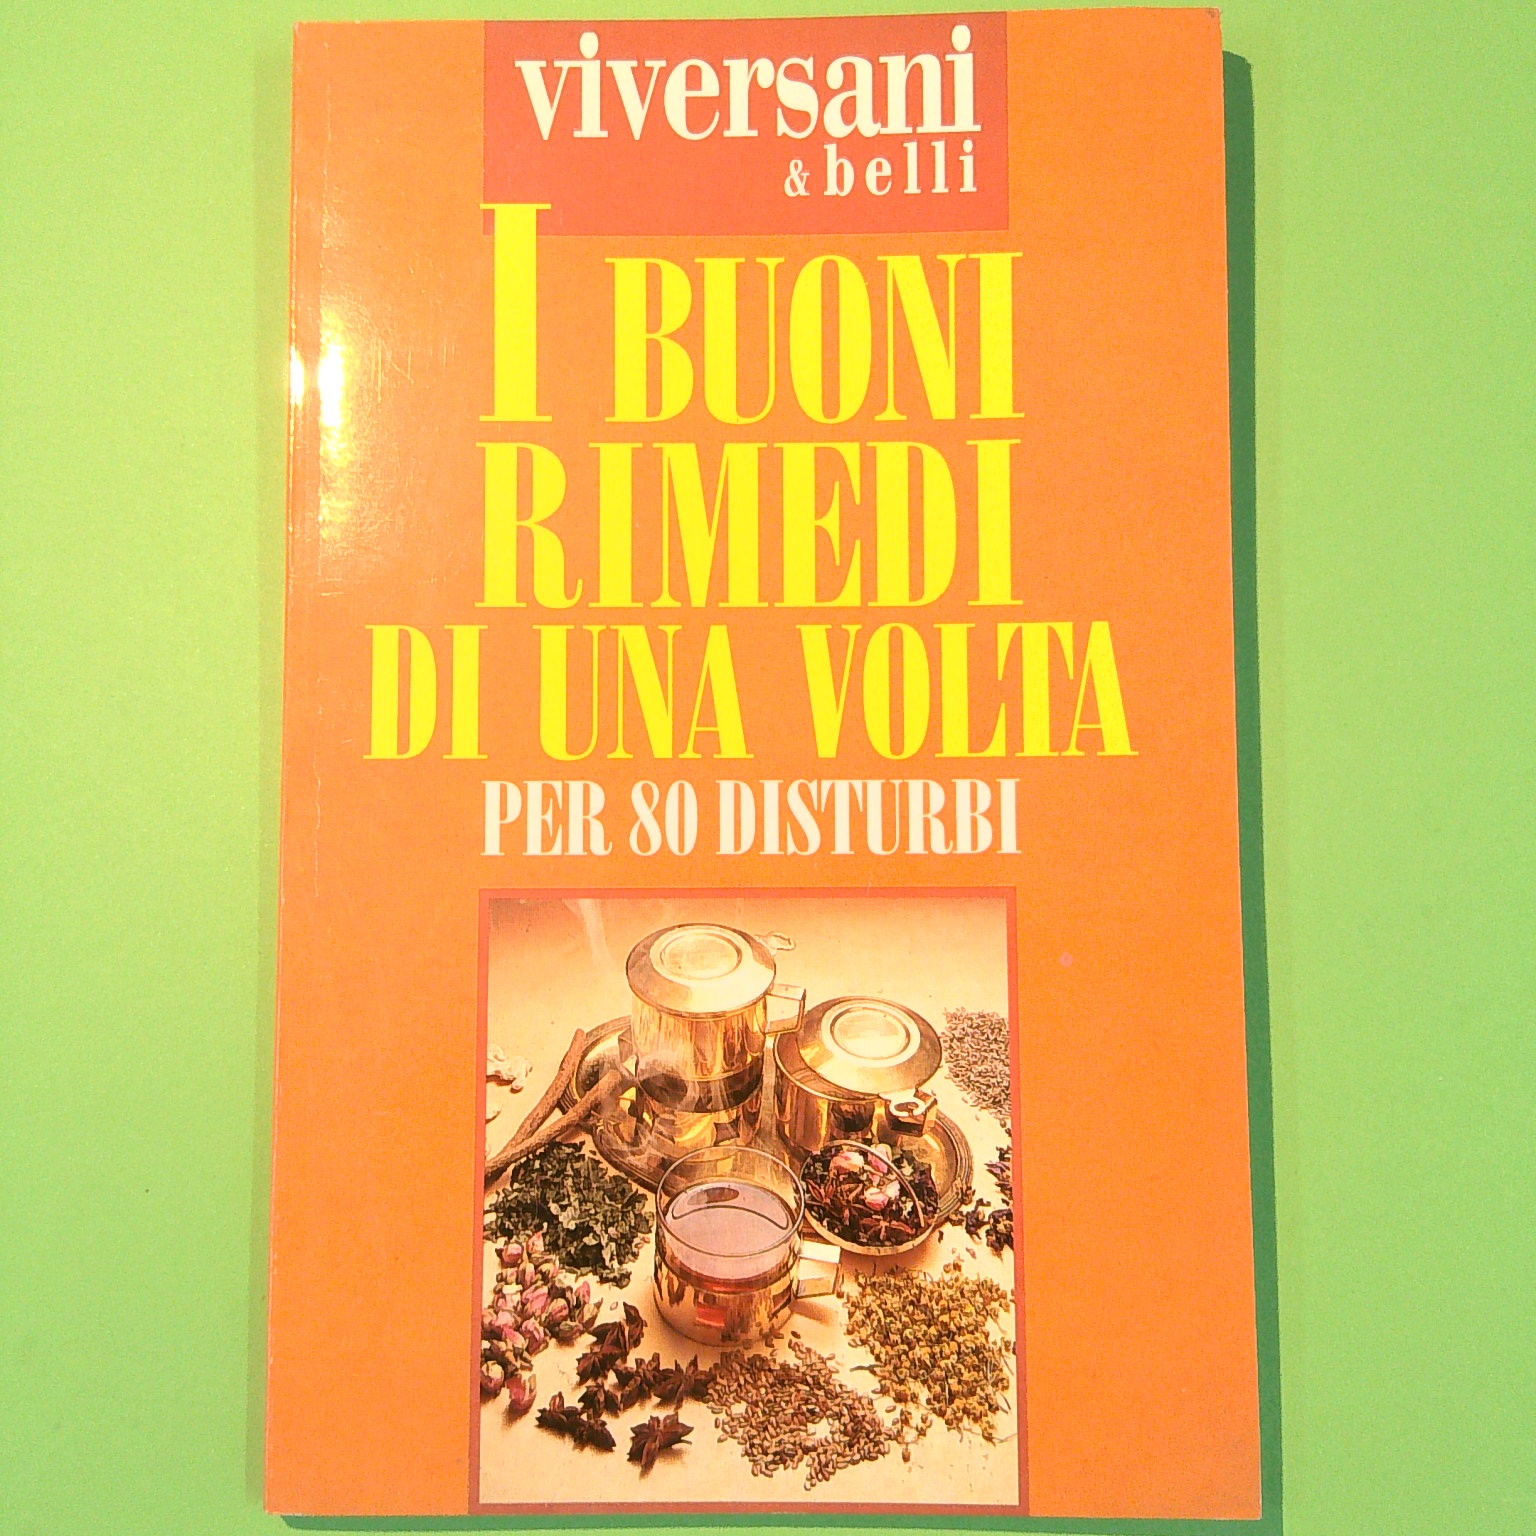 viversani
& belli
I BUONI
RIMEDI
DI UNA VOLTA
PER 80 DISTURBI